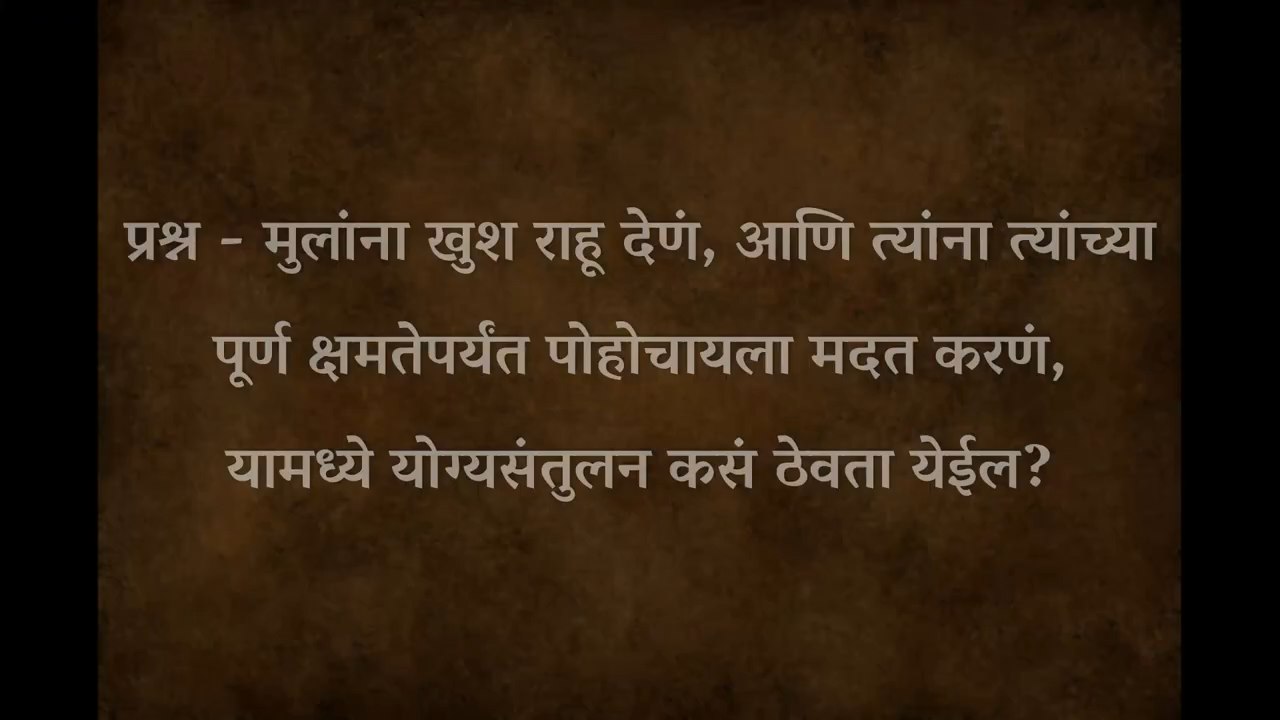 प्रश्न - मुलांना खुश राहू देणं, आणि त्यांना त्यांच्या
पूर्ण क्षमतेपर्यंत पोहोचायला मदत करणं,
यामध्ये योग्यसंतुलन कसं ठेवता येईल?